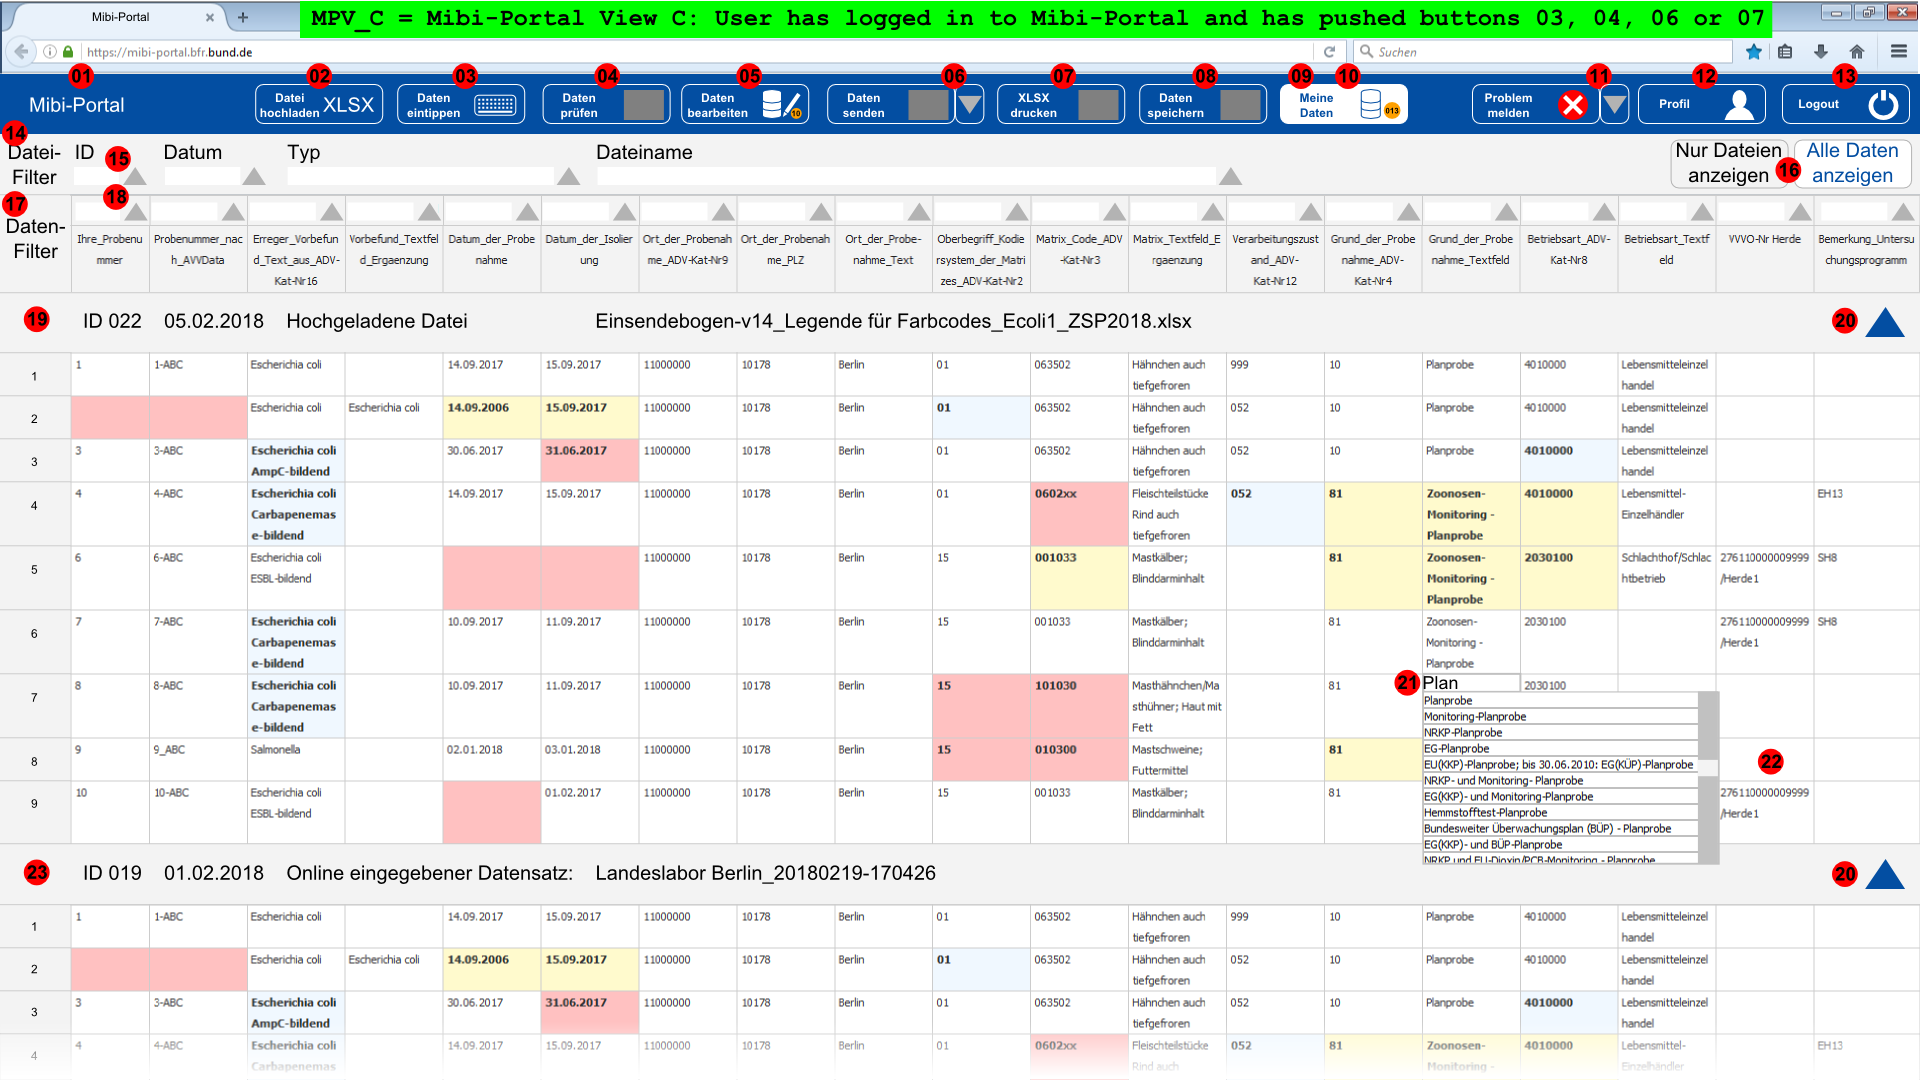 Mibi-Portal
MPV_C = Mibi-Portal View C: User has logged in to Mibi-Portal and has pushed buttons 03, 04, 06 or 07
https://mibi-portal.bfr.bund.de
Suchen
01 02 03 04 05 06 07 08 09 10 11 12 13
Mibi-Portal
Datei hochladen XLSX
Daten eintippen
Daten prüfen
Daten bearbeiten 10
Daten senden
XLSX drucken
Daten speichern
Meine Daten 013
Problem melden
Profil
Logout
14
Datei-Filter
ID 15 Datum Typ Dateiname
Nur Dateien anzeigen 16 Alle Daten anzeigen
17 18
Daten-Filter
Ihre_Probenummer
Probenummer_nach_AVVData
Erreger_Vorbefund_Text_aus_ADV-Kat-Nr16
Vorbefund_Textfeld_Ergaenzung
Datum_der_Probenahme
Datum_der_Isolierung
Ort_der_Probenahme_ADV-Kat-Nr9
Ort_der_Probenahme_PLZ
Ort_der_Probe-nahme_Text
Oberbegriff_Kodiersystem_der_Matrizes_ADV-Kat-Nr2
Matrix_Code_ADV-Kat-Nr3
Matrix_Textfeld_Ergaenzung
Verarbeitungszustand_ADV-Kat-Nr12
Grund_der_Probenahme_ADV-Kat-Nr4
Grund_der_Probenahme_Textfeld
Betriebsart_ADV-Kat-Nr8
Betriebsart_Textfeld
VVVO-Nr Herde
Bemerkung_Untersuchungsprogramm
19 ID 022 05.02.2018 Hochgeladene Datei Einsendebogen-v14_Legende für Farbcodes_Ecoli1_ZSP2018.xlsx 20
1 1 1-ABC Escherichia coli 14.09.2017 15.09.2017 11000000 10178 Berlin 01 063502 Hähnchen auch tiefgefroren 999 10 Planprobe 4010000 Lebensmitteleinzelhandel
2 Escherichia coli Escherichia coli 14.09.2006 15.09.2017 11000000 10178 Berlin 01 063502 Hähnchen auch tiefgefroren 052 10 Planprobe 4010000 Lebensmitteleinzelhandel
3 3 3-ABC Escherichia coli AmpC-bildend 30.06.2017 31.06.2017 11000000 10178 Berlin 01 063502 Hähnchen auch tiefgefroren 052 10 Planprobe 4010000 Lebensmitteleinzelhandel
4 4 4-ABC Escherichia coli Carbapenemase-bildend 14.09.2017 15.09.2017 11000000 10178 Berlin 01 0602xx Fleischteilstücke Rind auch tiefgefroren 052 81 Zoonosen-Monitoring - Planprobe 4010000 Lebensmittel-Einzelhändler EH13
5 6 6-ABC Escherichia coli ESBL-bildend 11000000 10178 Berlin 15 001033 Mastkälber; Blinddarminhalt 81 Zoonosen-Monitoring - Planprobe 2030100 Schlachthof/Schlachtbetrieb 276110000009999/Herde1 SH8
6 7 7-ABC Escherichia coli Carbapenemase-bildend 10.09.2017 11.09.2017 11000000 10178 Berlin 15 001033 Mastkälber; Blinddarminhalt 81 Zoonosen-Monitoring - Planprobe 2030100 276110000009999/Herde1 SH8
7 8 8-ABC Escherichia coli Carbapenemase-bildend 10.09.2017 11.09.2017 11000000 10178 Berlin 15 101030 Masthähnchen/Masthühner; Haut mit Fett 81 21 Plan 2030100
8 9 9_ABC Salmonella 02.01.2018 03.01.2018 11000000 10178 Berlin 15 010300 Mastschweine; Futtermittel 81 22
9 10 10-ABC Escherichia coli ESBL-bildend 01.02.2017 11000000 10178 Berlin 15 001033 Mastkälber; Blinddarminhalt 81 276110000009999/Herde1
Planprobe
Monitoring-Planprobe
NRKP-Planprobe
EG-Planprobe
EU(KKP)-Planprobe; bis 30.06.2010: EG(KÜP)-Planprobe
NRKP- und Monitoring- Planprobe
EG(KKP)- und Monitoring-Planprobe
Hemmstofftest-Planprobe
Bundesweiter Überwachungsplan (BÜP) - Planprobe
EG(KKP)- und BÜP-Planprobe
NRKP und EU-Dioxin/PCB-Monitoring - Planprobe
23 ID 019 01.02.2018 Online eingegebener Datensatz: Landeslabor Berlin_20180219-170426 20
1 1 1-ABC Escherichia coli 14.09.2017 15.09.2017 11000000 10178 Berlin 01 063502 Hähnchen auch tiefgefroren 999 10 Planprobe 4010000 Lebensmitteleinzelhandel
2 Escherichia coli Escherichia coli 14.09.2006 15.09.2017 11000000 10178 Berlin 01 063502 Hähnchen auch tiefgefroren 052 10 Planprobe 4010000 Lebensmitteleinzelhandel
3 3 3-ABC Escherichia coli AmpC-bildend 30.06.2017 31.06.2017 11000000 10178 Berlin 01 063502 Hähnchen auch tiefgefroren 052 10 Planprobe 4010000 Lebensmitteleinzelhandel
4 4 4-ABC Escherichia coli Carbapenemas 14.09.2017 15.09.2017 11000000 10178 Berlin 01 0602xx Fleischteilstücke Rind auch 052 81 Zoonosen-Monitoring - 4010000 Lebensmittel-Einzelhändler EH13